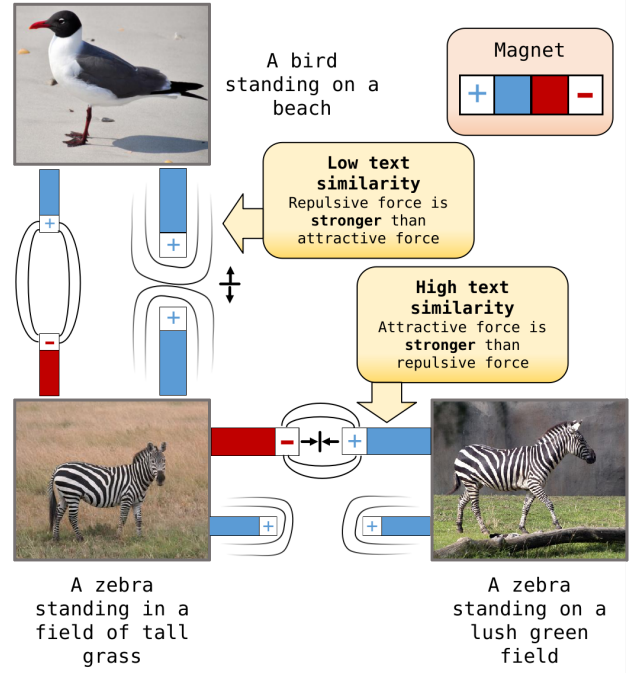 A bird
standing on a
beach
Magnet
+ −
Low text
similarity
Repulsive force is
stronger than
attractive force
+
+
−
+
High text
similarity
Attractive force is
stronger than
repulsive force
− +
+ +
A zebra
standing in a
field of tall
grass
A zebra
standing on a
lush green
field